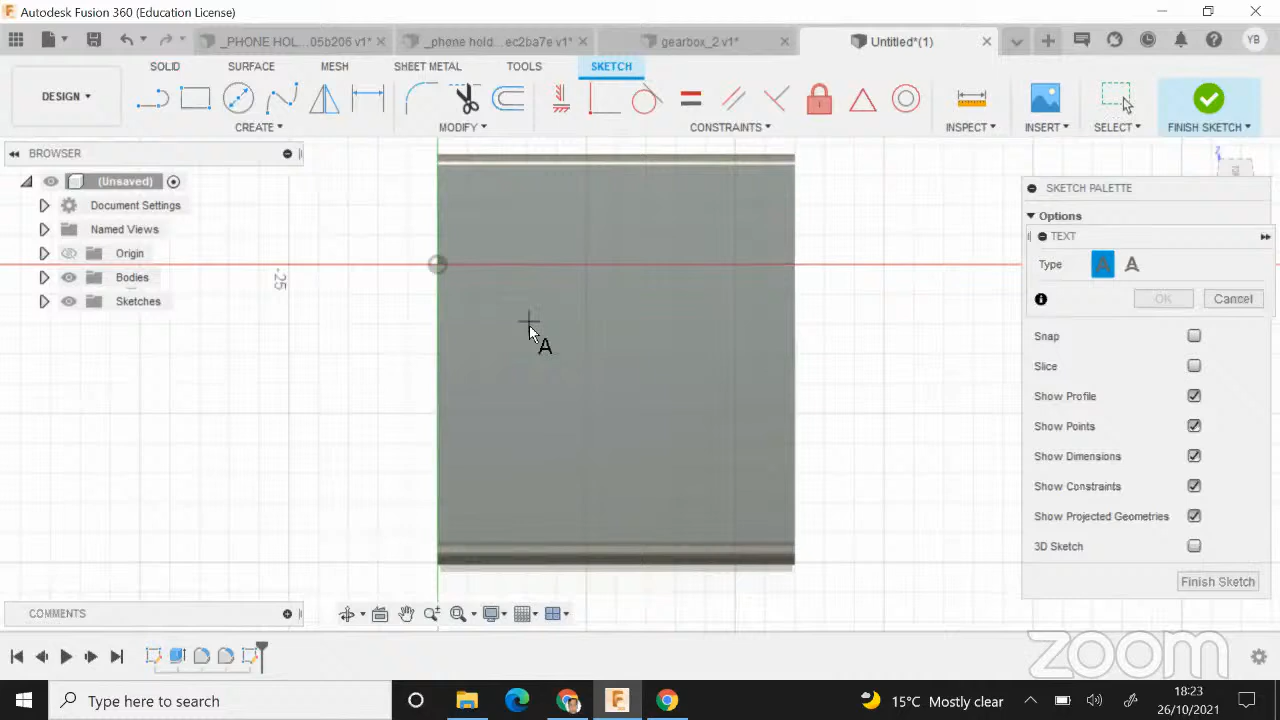 Autodesk Fusion 360 (Education License)
_PHONE HOL...05b206 v1*
_phone hold...ec2ba7e v1*
gearbox_2 v1*
Untitled*(1)
YB
SOLID
SURFACE
MESH
SHEET METAL
TOOLS
SKETCH
DESIGN
CREATE
MODIFY
CONSTRAINTS
INSPECT
INSERT
SELECT
FINISH SKETCH
BROWSER
(Unsaved)
Document Settings
Named Views
Origin
Bodies
Sketches
-25
A
SKETCH PALETTE
Options
TEXT
Type
A A
OK
Cancel
Snap
Slice
Show Profile
Show Points
Show Dimensions
Show Constraints
Show Projected Geometries
3D Sketch
Finish Sketch
COMMENTS
zoom
Type here to search
15°C Mostly clear
18:23
26/10/2021